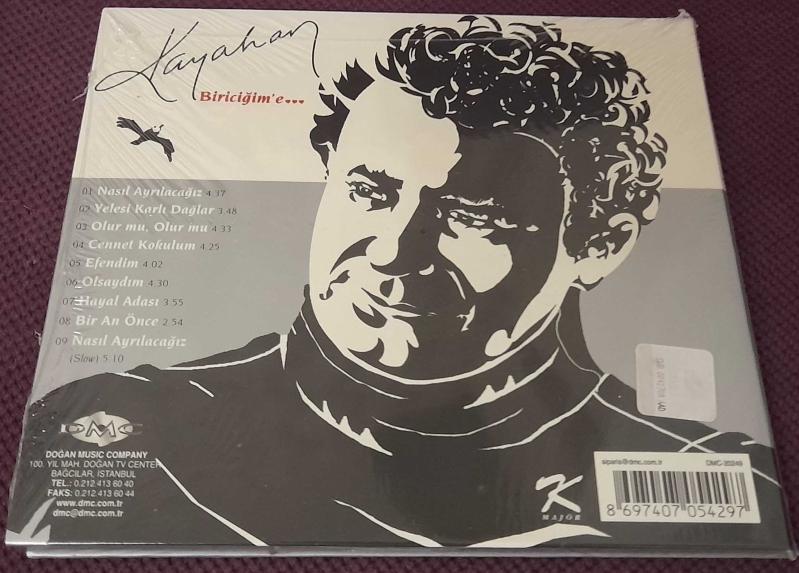 Kayahan
Biriciğim'e...
01 Nasıl Ayrılacağız 4.37
02 Yelesi Karlı Dağlar 3.48
03 Olur mu, Olur mu 4.33
04 Cennet Kokulum 4.25
05 Efendim 4.02
06 Olsaydım 4.30
07 Hayal Adası 3.55
08 Bir An Önce 2.54
09 Nasıl Ayrılacağız
(Slow) 5.10
DMC
DOĞAN MUSIC COMPANY
100. YIL MAH. DOĞAN TV CENTER
BAĞCILAR, İSTANBUL
TEL.: 0.212 413 60 40
FAKS: 0.212 413 60 44
www.dmc.com.tr
dmc@dmc.com.tr
K
MAJÖR
siparis@dmc.com.tr DMC-20249
8 697407 054297